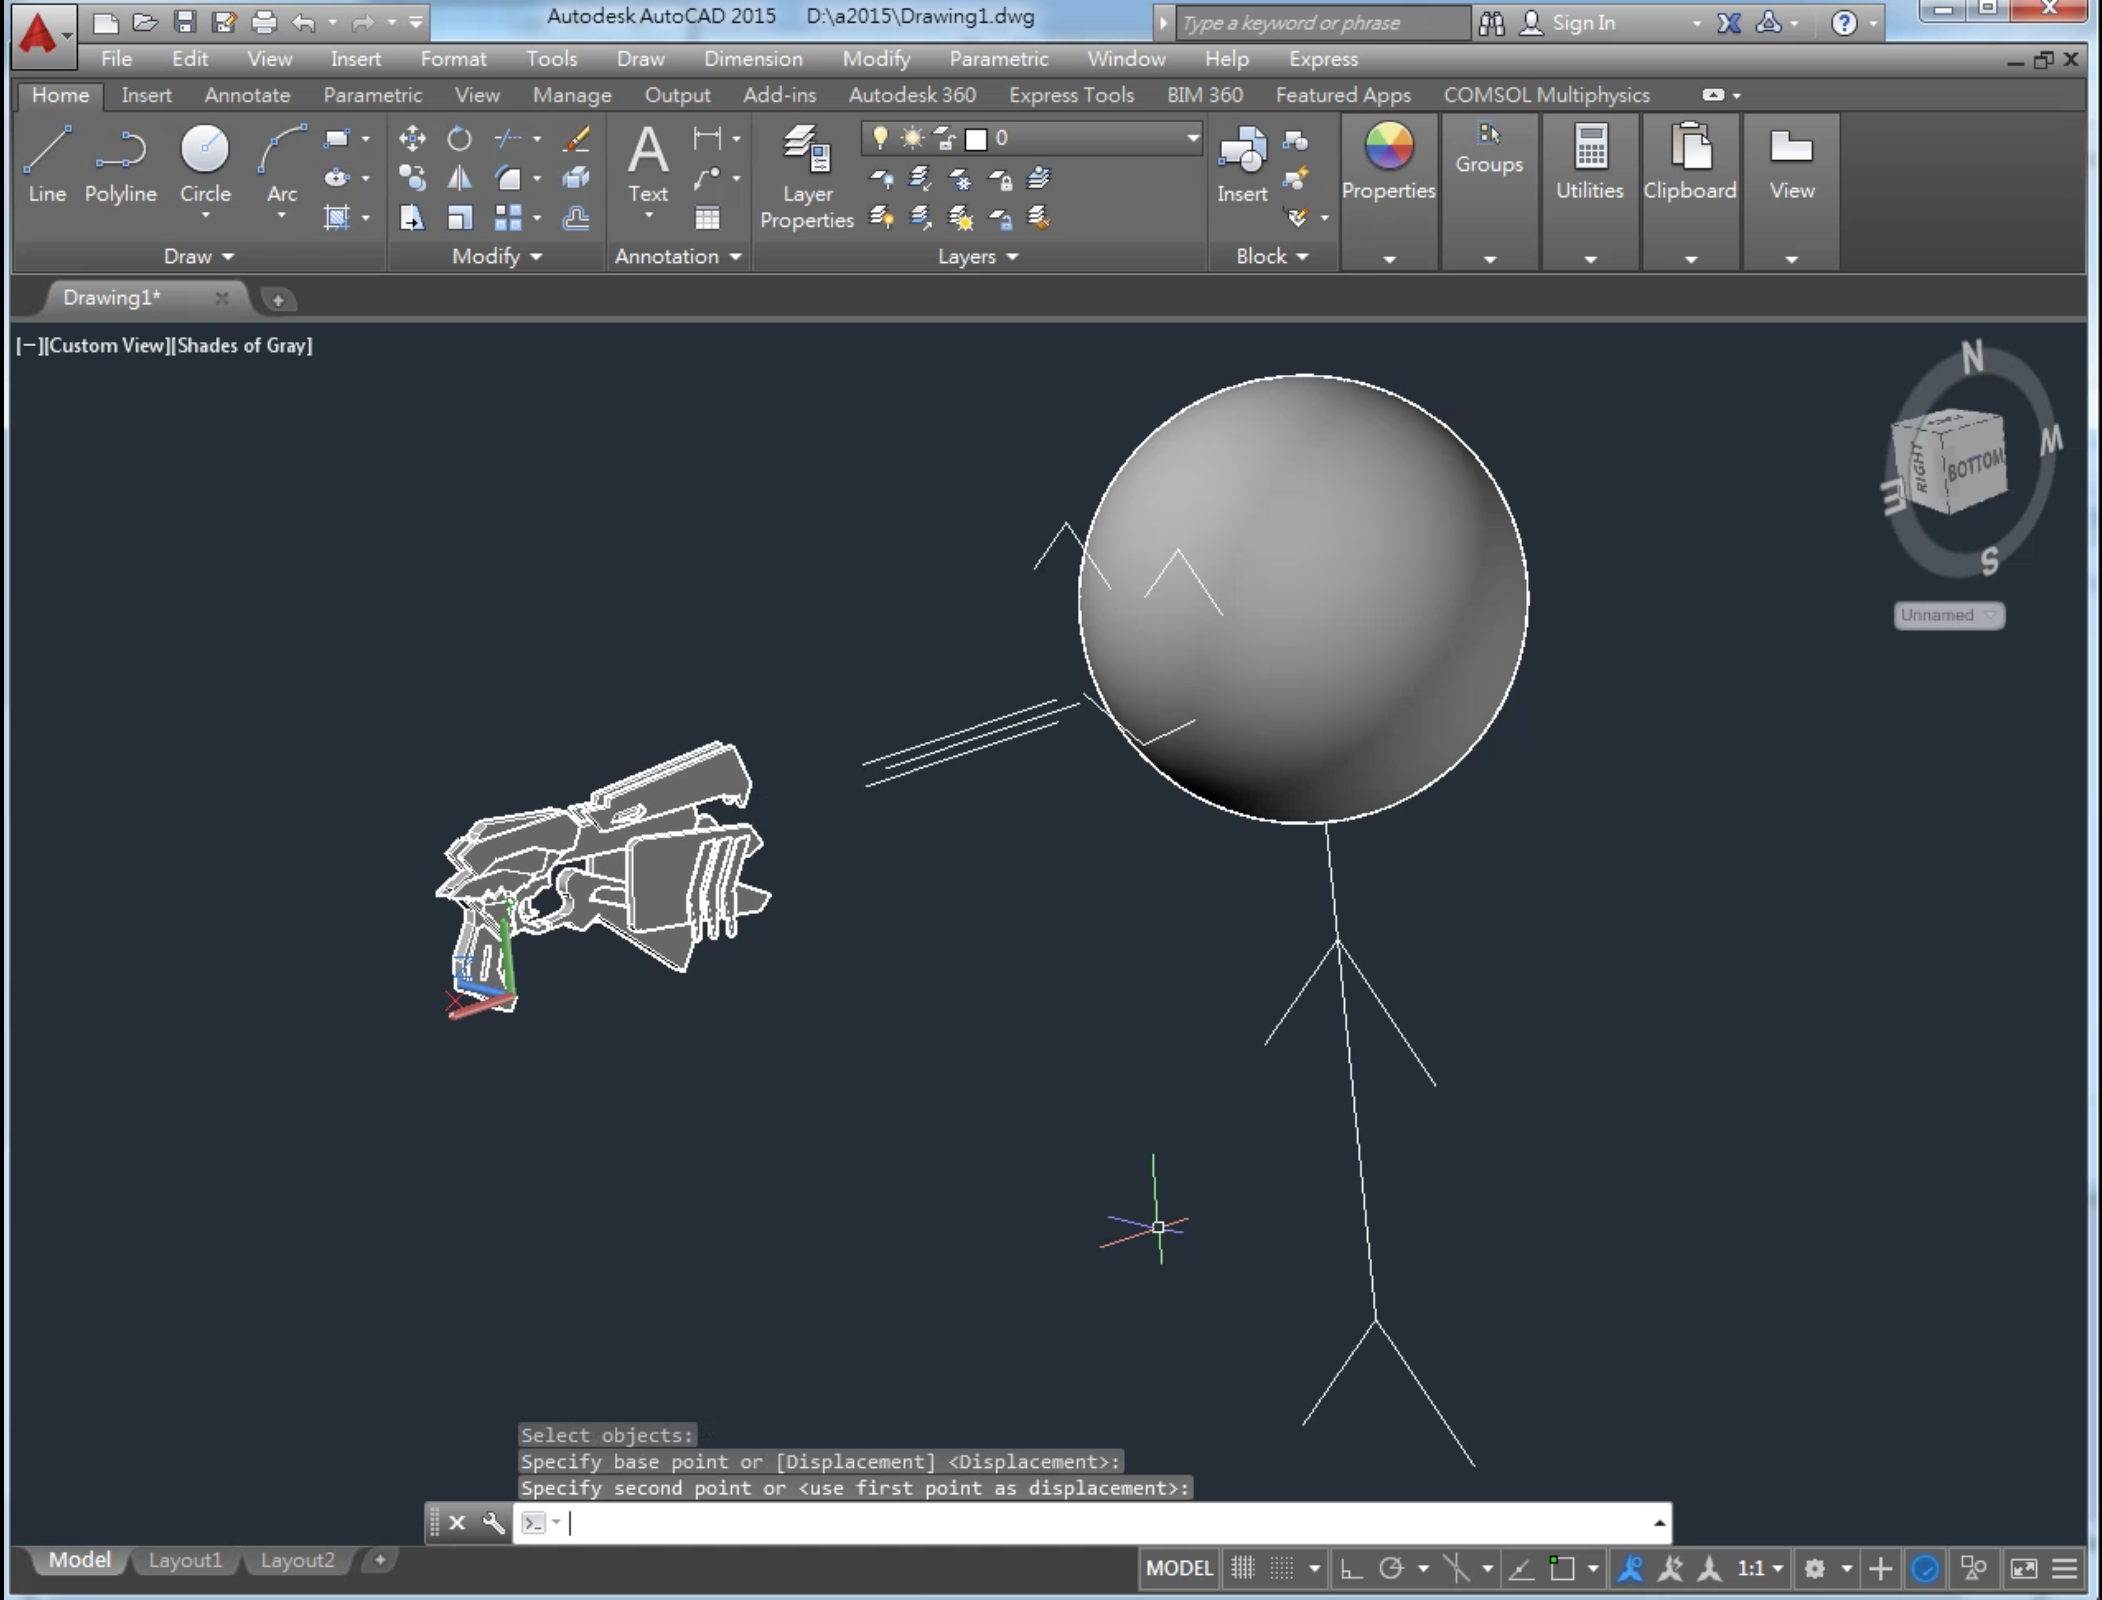 Autodesk AutoCAD 2015 D:\a2015\Drawing1.dwg
Type a keyword or phrase
Sign In
File Edit View Insert Format Tools Draw Dimension Modify Parametric Window Help Express
Home Insert Annotate Parametric View Manage Output Add-ins Autodesk 360 Express Tools BIM 360 Featured Apps COMSOL Multiphysics
0
Line Polyline Circle Arc Text Layer Properties Insert Properties Groups Utilities Clipboard View
Draw Modify Annotation Layers Block
Drawing1*
[−][Custom View][Shades of Gray]
N
W
RIGHT
BOTTOM
E
S
Unnamed
Select objects:
Specify base point or [Displacement] <Displacement>:
Specify second point or <use first point as displacement>:
Model Layout1 Layout2
MODEL 1:1